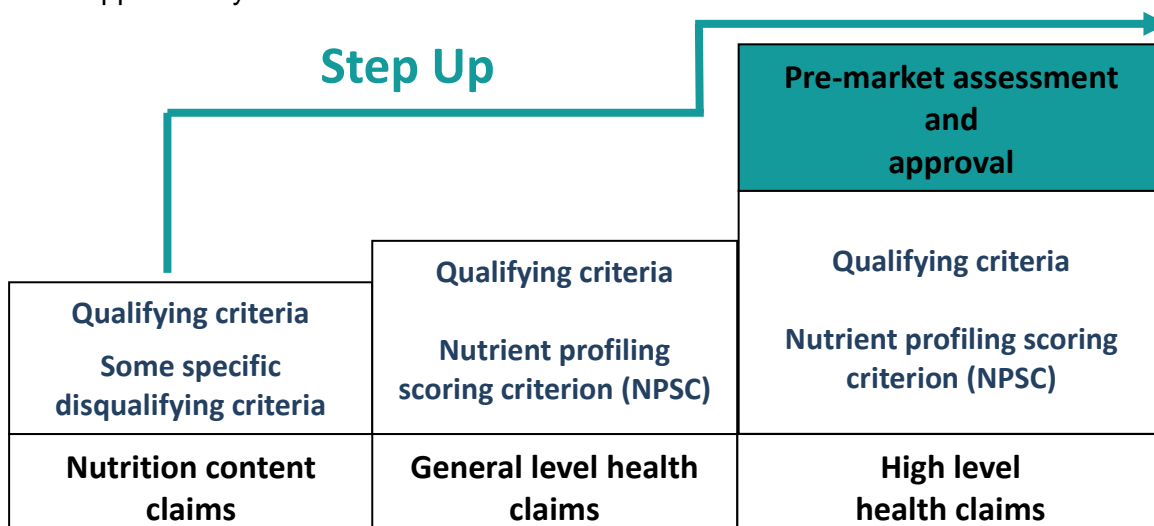 Step Up
Pre-market assessment
and
approval
Qualifying criteria
Some specific
disqualifying criteria
Qualifying criteria
Nutrient profiling
scoring criterion (NPSC)
Qualifying criteria
Nutrient profiling scoring
criterion (NPSC)
Nutrition content
claims
General level health
claims
High level
health claims